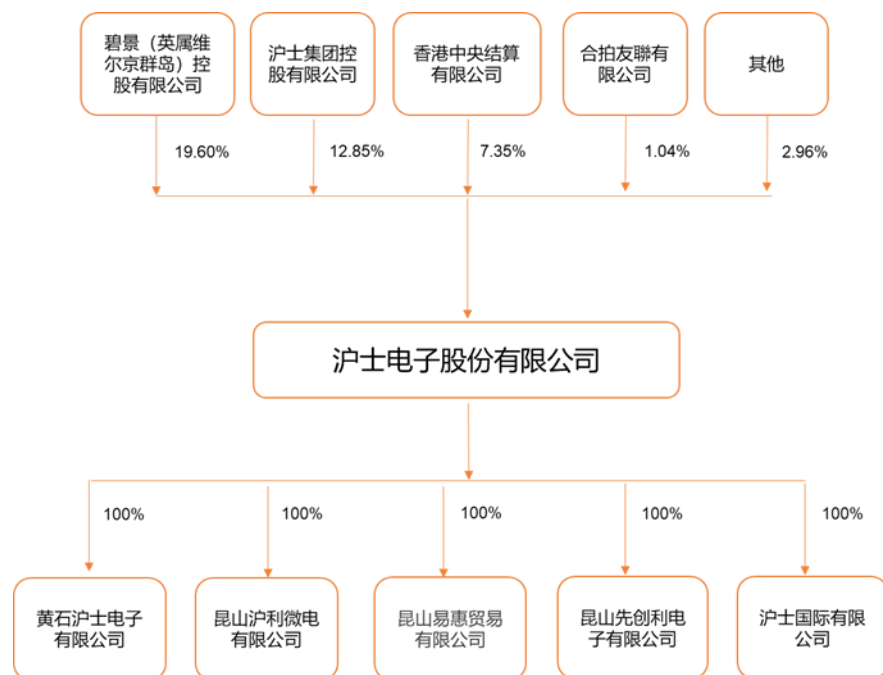 碧景（英属维
尔京群岛）控
股有限公司
沪士集团控
股有限公司
香港中央结算
有限公司
合拍友聯有
限公司
其他
19.60%
12.85%
7.35%
1.04%
2.96%
沪士电子股份有限公司
100%
100%
100%
100%
100%
黄石沪士电子
有限公司
昆山沪利微电
有限公司
昆山易惠贸易
有限公司
昆山先创利电
子有限公司
沪士国际有限
公司